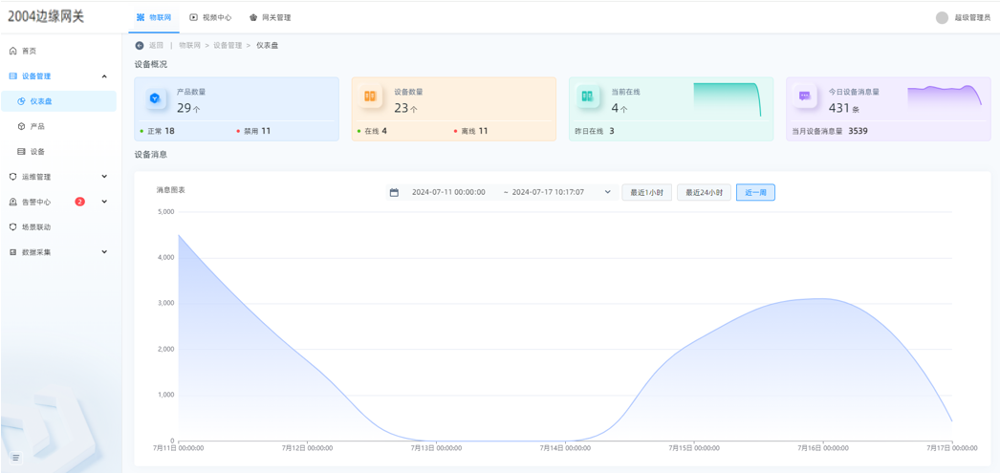 2004边缘网关
物联网 视频中心 网关管理 超级管理员
返回 | 物联网 > 设备管理 > 仪表盘
首页
设备管理
仪表盘
产品
设备
运维管理
告警中心 2
场景联动
数据采集
设备概况
产品数量
29 个
正常 18 禁用 11
设备数量
23 个
在线 4 离线 11
当前在线
4 个
昨日在线 3
今日设备消息量
431 条
当月设备消息量 3539
设备消息
消息图表
2024-07-11 00:00:00 ~ 2024-07-17 10:17:07 最近1小时 最近24小时 近一周
5,000
4,000
3,000
2,000
1,000
0
7月11日 00:00:00 7月12日 00:00:00 7月13日 00:00:00 7月14日 00:00:00 7月15日 00:00:00 7月16日 00:00:00 7月17日 00:00:00